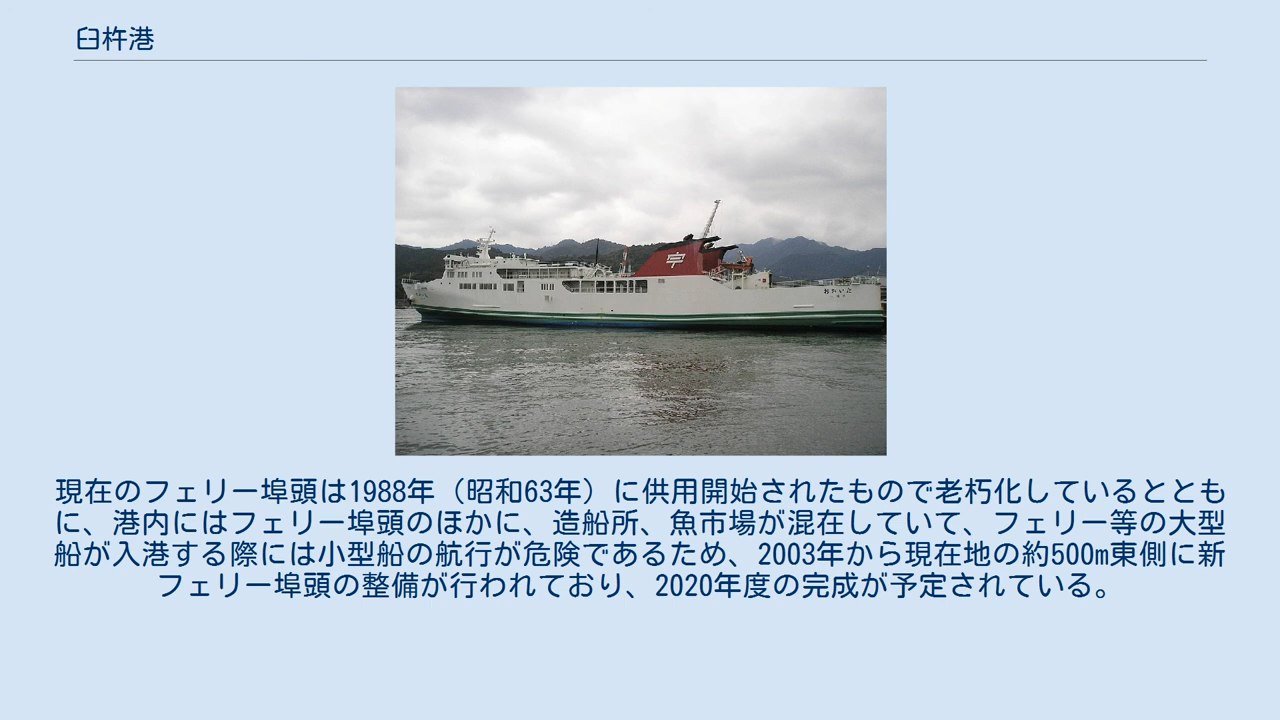 臼杵港
現在のフェリー埠頭は1988年（昭和63年）に供用開始されたもので老朽化しているととも
に、港内にはフェリー埠頭のほかに、造船所、魚市場が混在していて、フェリー等の大型
船が入港する際には小型船の航行が危険であるため、2003年から現在地の約500m東側に新
フェリー埠頭の整備が行われており、2020年度の完成が予定されている。